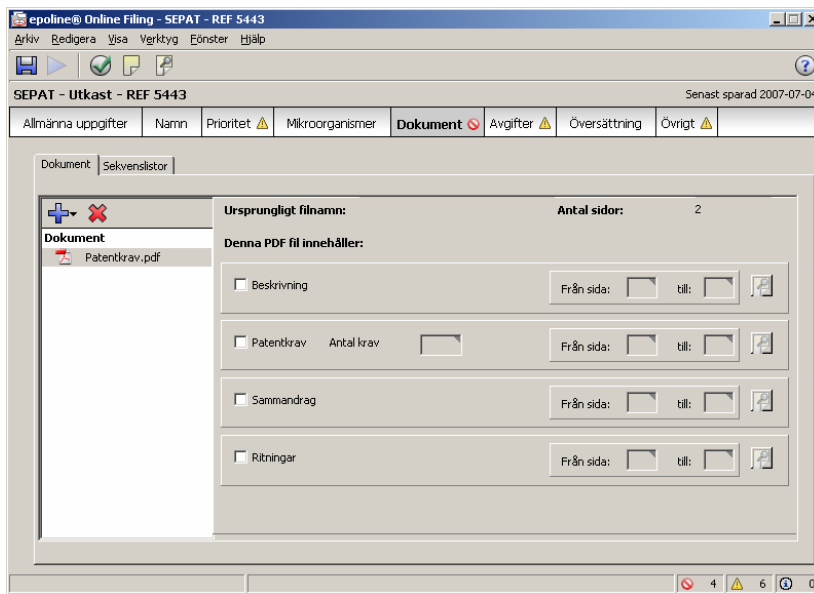 epoline® Online Filing - SEPAT - REF 5443
Arkiv Redigera Visa Verktyg Fönster Hjälp
SEPAT - Utkast - REF 5443 Senast sparad 2007-07-04
Allmänna uppgifter Namn Prioritet Mikroorganismer Dokument Avgifter Översättning Övrigt
Dokument Sekvenslistor
Ursprungligt filnamn: Antal sidor: 2
Dokument
Denna PDF fil innehåller:
Patentkrav.pdf
Beskrivning Från sida: till:
Patentkrav Antal krav Från sida: till:
Sammandrag Från sida: till:
Ritningar Från sida: till:
4 6 0